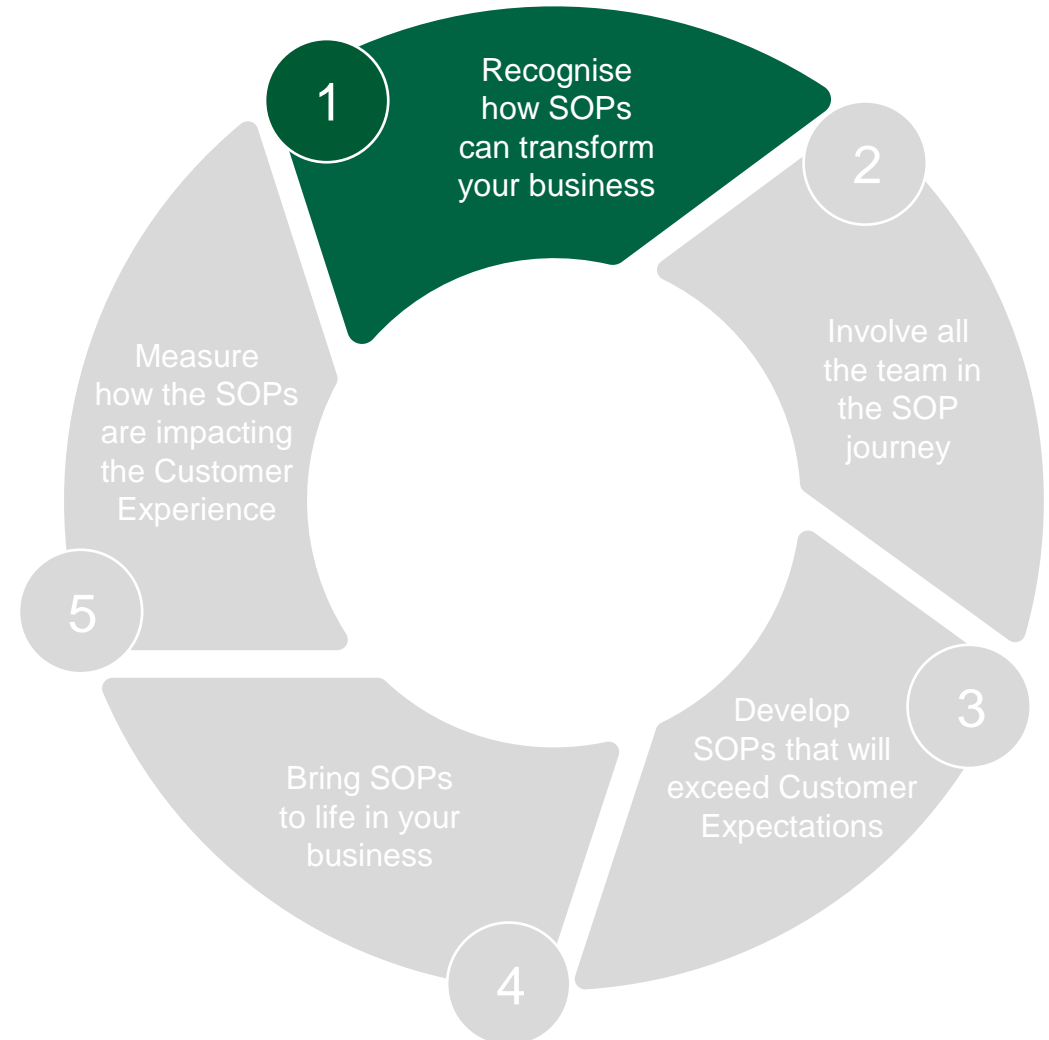 1
Recognise
how SOPs
can transform
your business
2
Involve all
the team in
the SOP
journey
3
Develop
SOPs that will
exceed Customer
Expectations
4
Bring SOPs
to life in your
business
5
Measure
how the SOPs
are impacting
the Customer
Experience